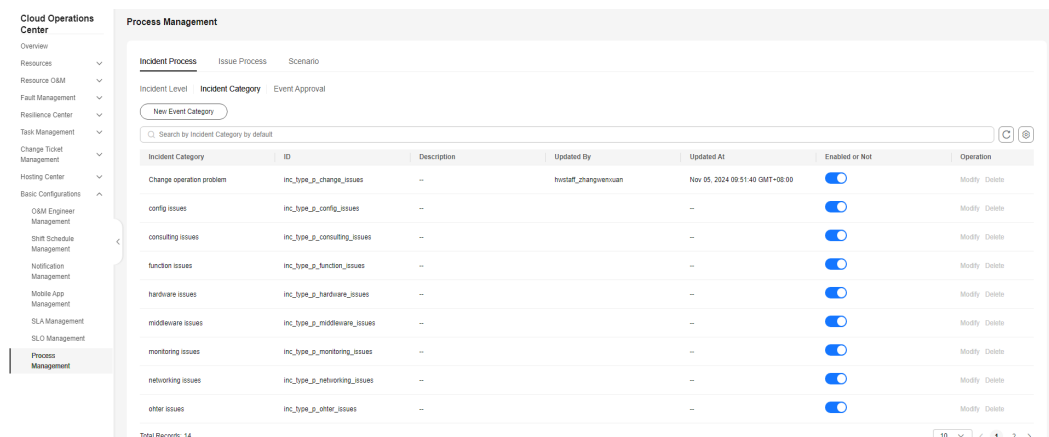 Cloud Operations
Center
Overview
Resources
Resource O&M
Fault Management
Resilience Center
Task Management
Change Ticket
Management
Hosting Center
Basic Configurations
O&M Engineer
Management
Shift Schedule
Management
Notification
Management
Mobile App
Management
SLA Management
SLO Management
Process
Management
Process Management
Incident Process Issue Process Scenario
Incident Level Incident Category Event Approval
New Event Category
Search by Incident Category by default
Incident Category ID Description Updated By Updated At Enabled or Not Operation
Change operation problem inc_type_p_change_issues -- hwstaff_zhangwenxuan Nov 05, 2024 09:51:40 GMT+08:00 Modify Delete
config issues inc_type_p_config_issues -- -- Modify Delete
consulting issues inc_type_p_consulting_issues -- -- Modify Delete
function issues inc_type_p_function_issues -- -- Modify Delete
hardware issues inc_type_p_hardware_issues -- -- Modify Delete
middleware issues inc_type_p_middleware_issues -- -- Modify Delete
monitoring issues inc_type_p_monitoring_issues -- -- Modify Delete
networking issues inc_type_p_networking_issues -- -- Modify Delete
ohter issues inc_type_p_ohter_issues -- -- Modify Delete
Total Records: 14 10 1 2